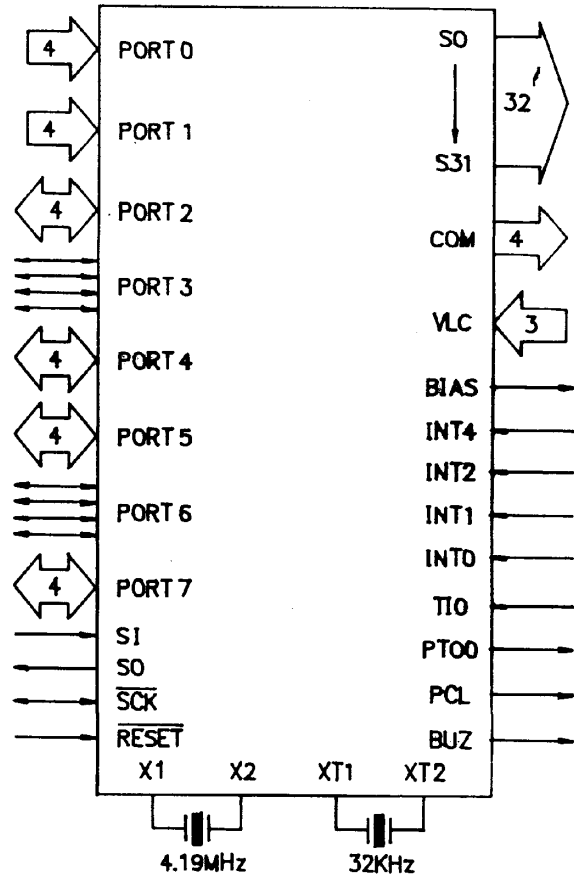 4 PORT 0
4 PORT 1
4 PORT 2
PORT 3
4 PORT 4
4 PORT 5
PORT 6
4 PORT 7
SI
SO
SCK
RESET
S0
32
S31
COM 4
VLC 3
BIAS
INT4
INT2
INT1
INT0
TI0
PTO0
PCL
BUZ
X1 X2 XT1 XT2
4.19MHz 32KHz